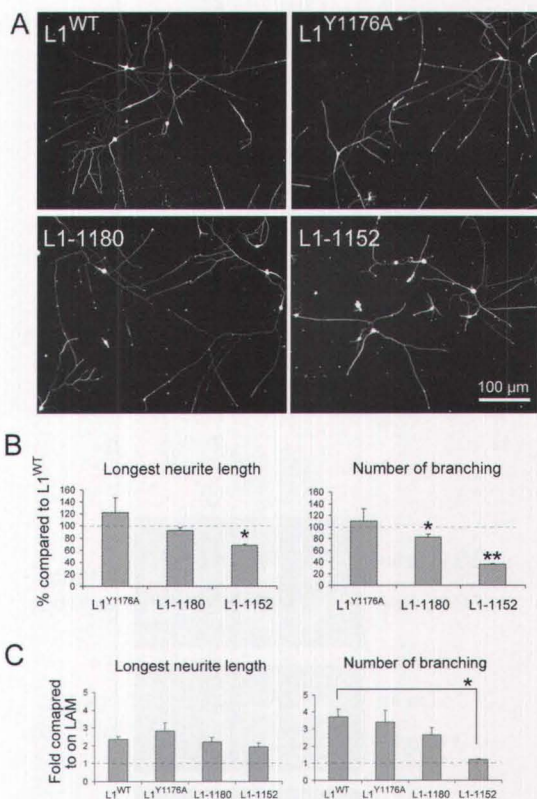 A
L1WT
L1Y1176A
L1-1180
L1-1152
100 µm
B
Longest neurite length
Number of branching
% compared to L1WT
160
140
120
100
80
60
40
20
0
*
L1Y1176A L1-1180 L1-1152
160
140
120
100
80
60
40
20
0
*
**
L1Y1176A L1-1180 L1-1152
C
Longest neurite length
Number of branching
Fold comapred
to on LAM
5
4
3
2
1
L1WT L1Y1176A L1-1180 L1-1152
5
4
3
2
1
0
*
L1WT L1Y1176A L1-1180 L1-1152